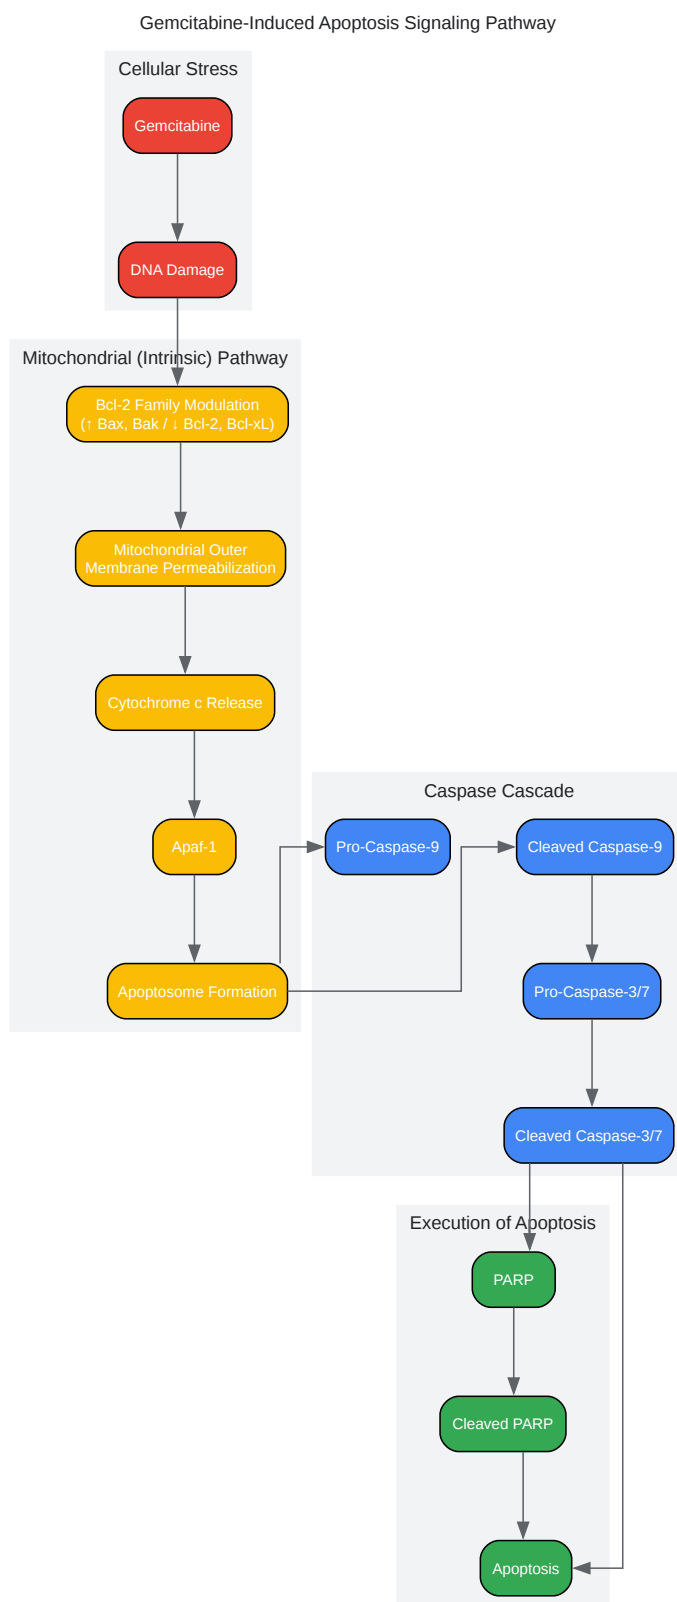 Gemcitabine-Induced Apoptosis Signaling Pathway
Cellular Stress
Gemcitabine
DNA Damage
Mitochondrial (Intrinsic) Pathway
Bcl-2 Family Modulation
(↑ Bax, Bak / ↓ Bcl-2, Bcl-xL)
Mitochondrial Outer
Membrane Permeabilization
Cytochrome c Release
Apaf-1
Apoptosome Formation
Caspase Cascade
Pro-Caspase-9
Cleaved Caspase-9
Pro-Caspase-3/7
Cleaved Caspase-3/7
Execution of Apoptosis
PARP
Cleaved PARP
Apoptosis